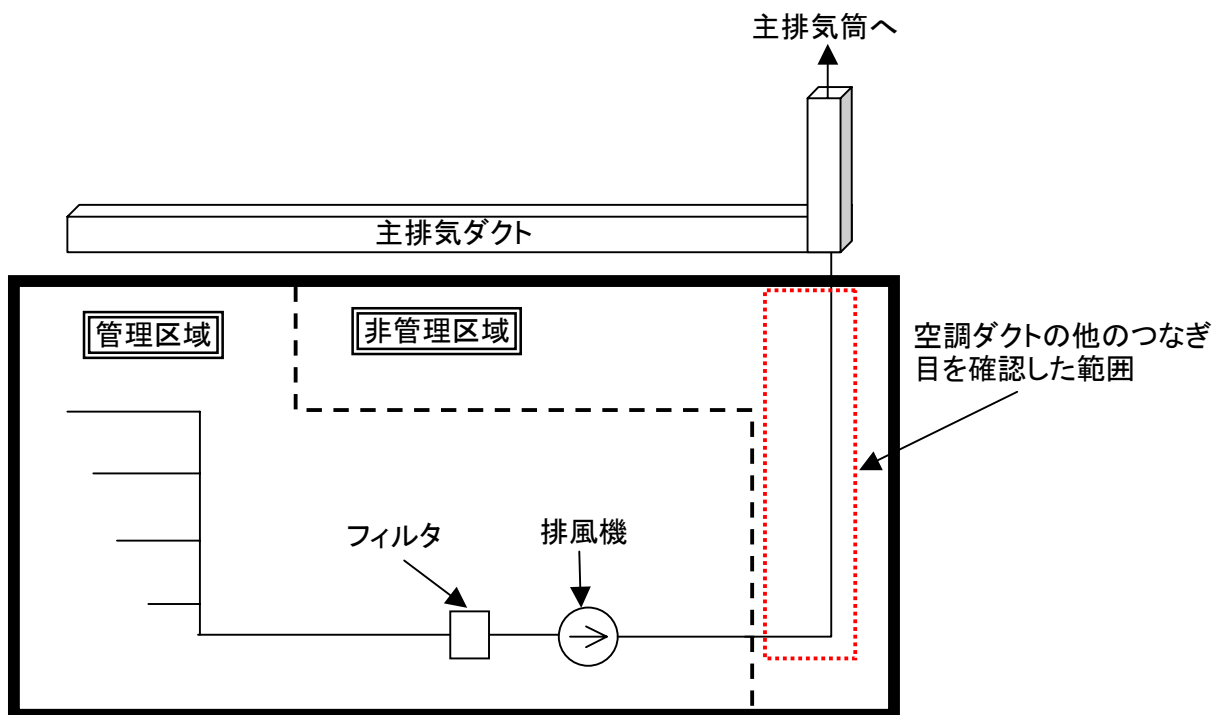 主排気筒へ
主排気ダクト
管理区域
非管理区域
空調ダクトの他のつなぎ
目を確認した範囲
フィルタ
排風機